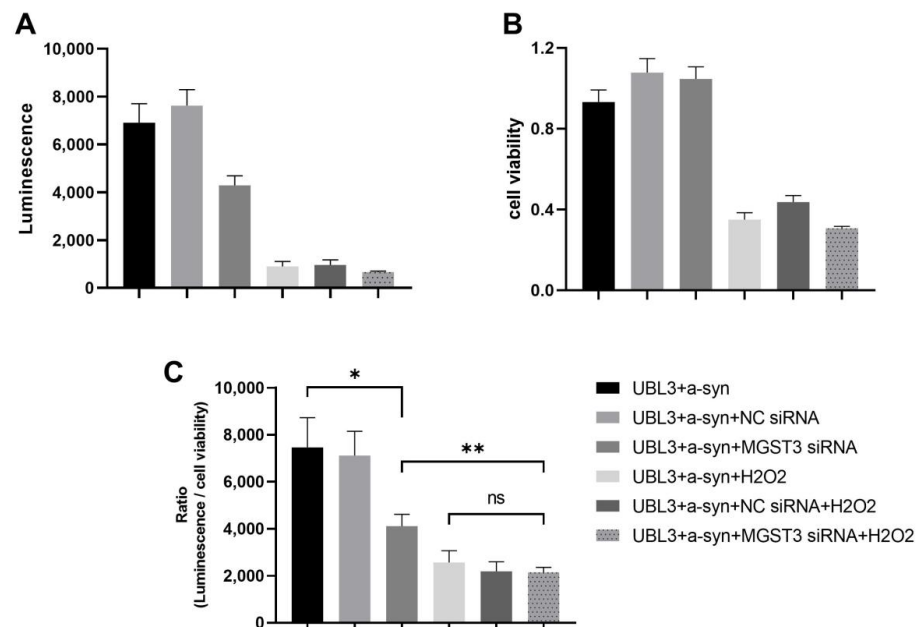 A
10,000
8,000
6,000
4,000
2,000
0
Luminescence
B
1.2
0.8
0.4
0.0
cell viability
C
10,000
8,000
6,000
4,000
2,000
0
Ratio
(Luminescence / cell viability)
*
**
ns
UBL3+a-syn
UBL3+a-syn+NC siRNA
UBL3+a-syn+MGST3 siRNA
UBL3+a-syn+H2O2
UBL3+a-syn+NC siRNA+H2O2
UBL3+a-syn+MGST3 siRNA+H2O2